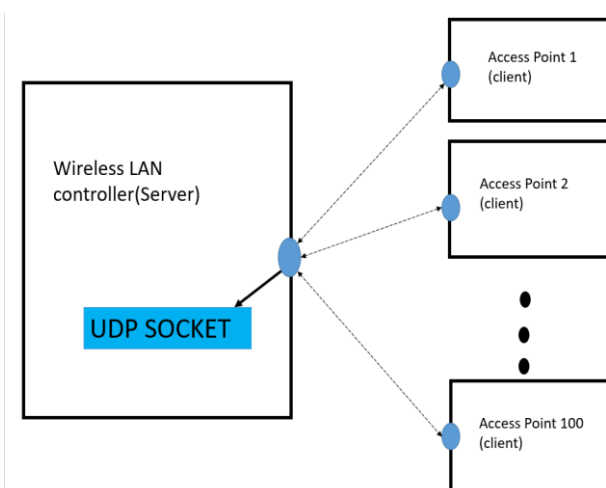 Access Point 1
(client)
Wireless LAN
controller(Server)
Access Point 2
(client)
UDP SOCKET
Access Point 100
(client)